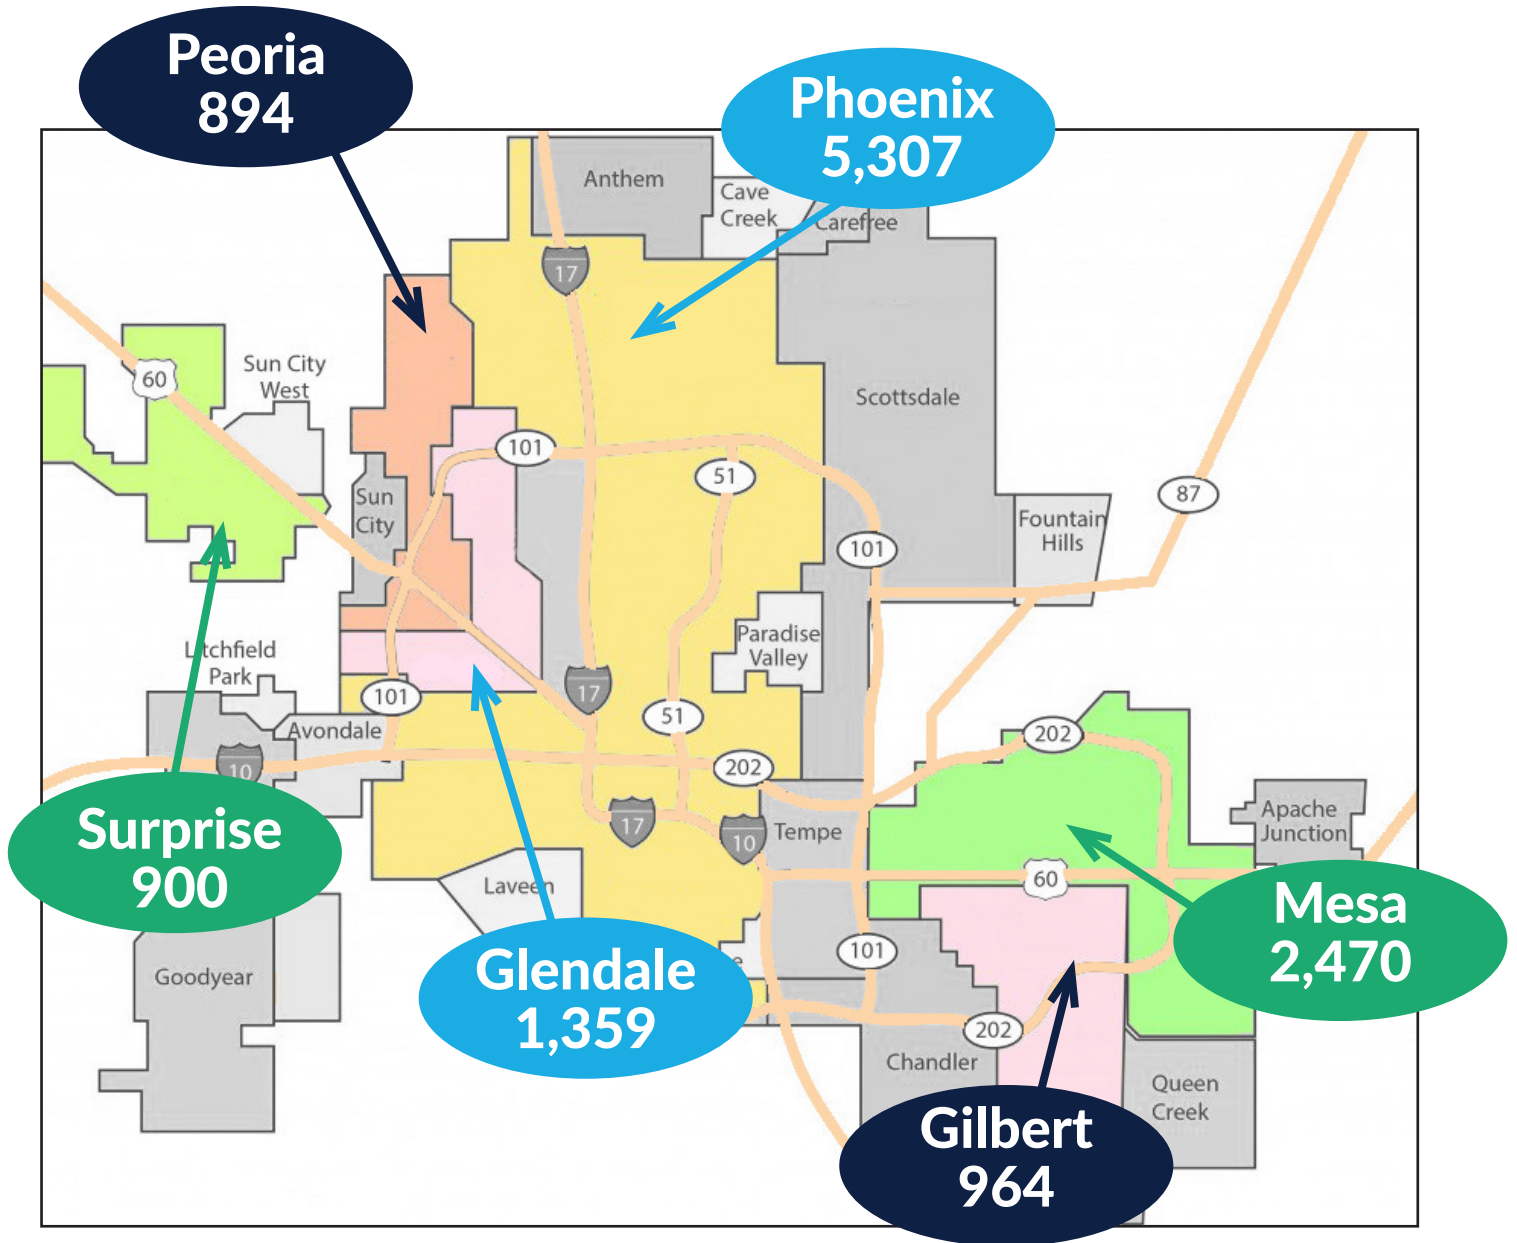 Peoria
894
Phoenix
5,307
Anthem
Cave
Creek
Carefree
17
60
Sun City
West
Scottsdale
101
51
87
Sun
City
Fountain
Hills
101
Litchfield
Park
Paradise
Valley
101
17
51
Avondale
202
10
202
Surprise
900
17
10
Tempe
Apache
Junction
Laveen
60
Mesa
2,470
Goodyear
Glendale
1,359
e
101
202
Chandler
Queen
Creek
Gilbert
964